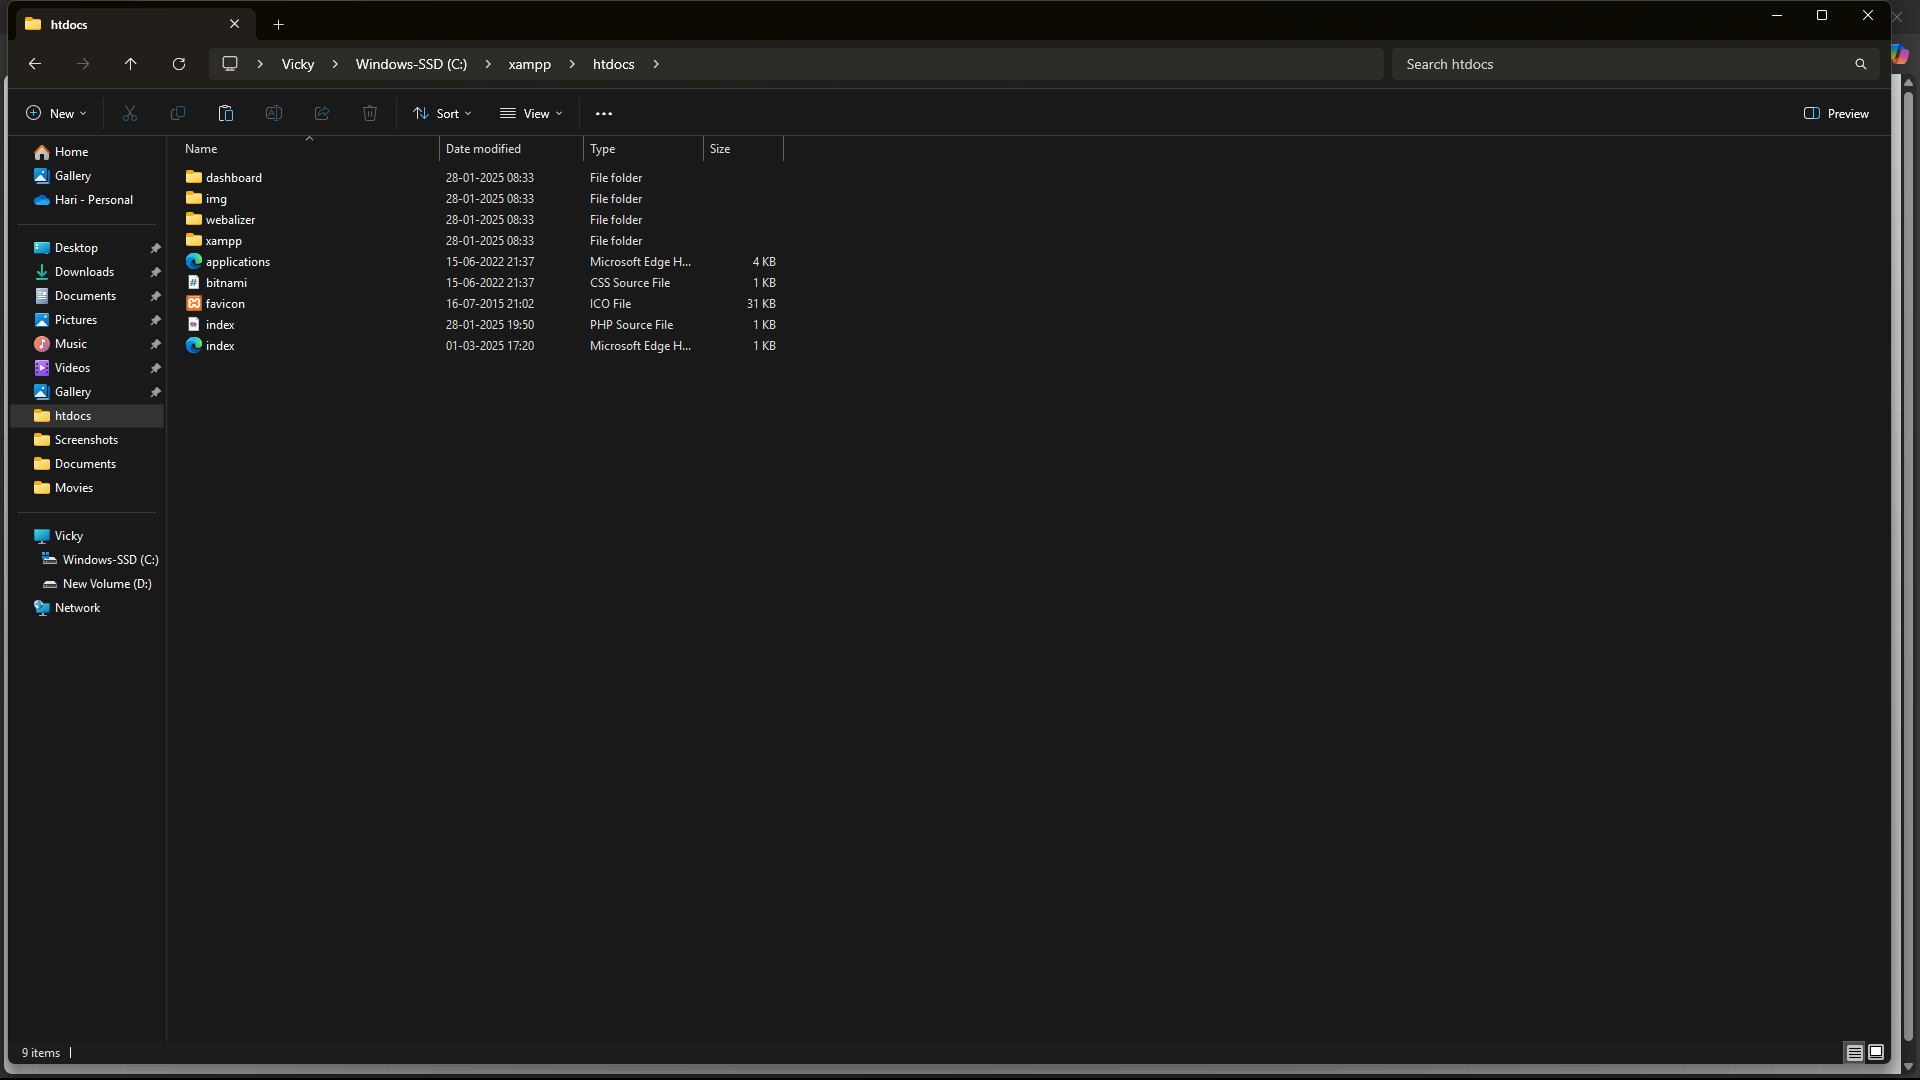 htdocs
Vicky Windows-SSD (C:) xampp htdocs
Search htdocs
New Sort View Preview
Home
Gallery
Hari - Personal
Desktop
Downloads
Documents
Pictures
Music
Videos
Gallery
htdocs
Screenshots
Documents
Movies
Vicky
Windows-SSD (C:)
New Volume (D:)
Network
Name Date modified Type Size
dashboard 28-01-2025 08:33 File folder
img 28-01-2025 08:33 File folder
webalizer 28-01-2025 08:33 File folder
xampp 28-01-2025 08:33 File folder
applications 15-06-2022 21:37 Microsoft Edge H... 4 KB
bitnami 15-06-2022 21:37 CSS Source File 1 KB
favicon 16-07-2015 21:02 ICO File 31 KB
index 28-01-2025 19:50 PHP Source File 1 KB
index 01-03-2025 17:20 Microsoft Edge H... 1 KB
9 items